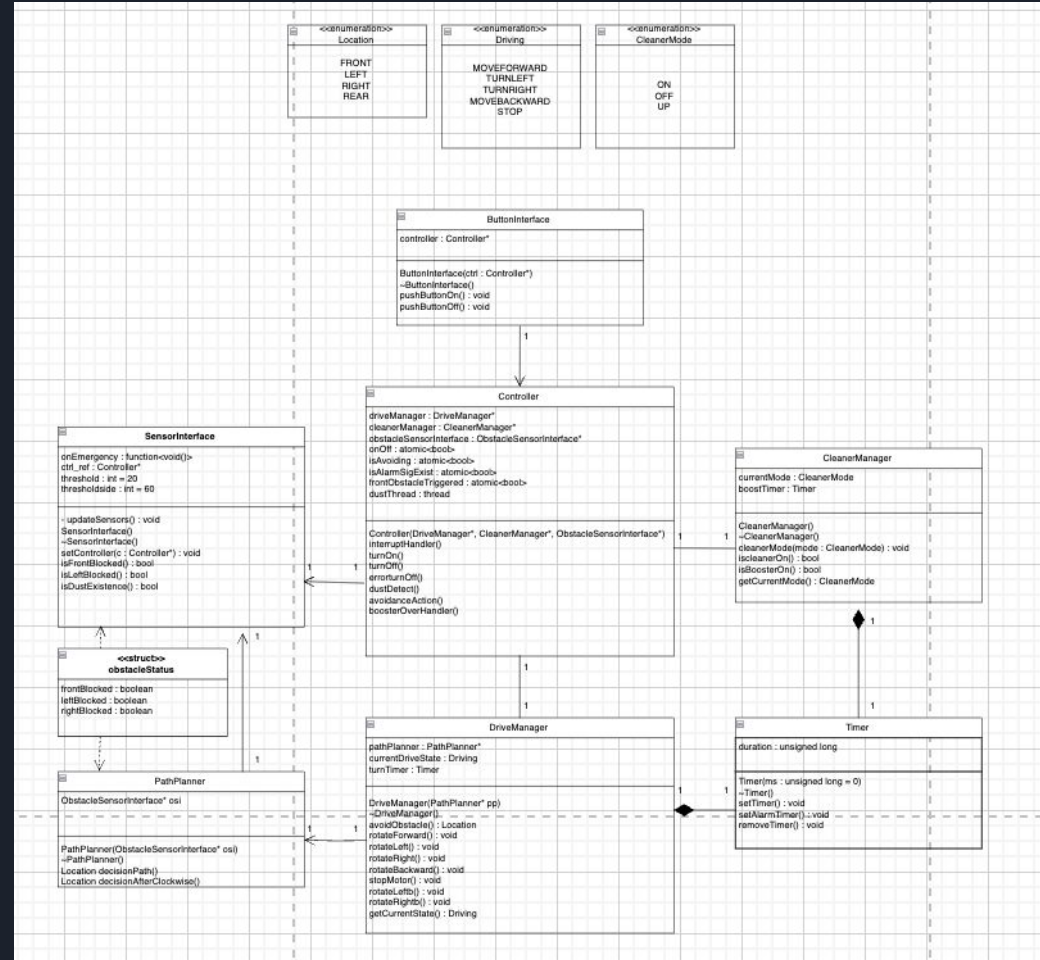 <<enumeration>>
Location
FRONT
LEFT
RIGHT
REAR
<<enumeration>>
Driving
MOVEFORWARD
TURNLEFT
TURNRIGHT
MOVEBACKWARD
STOP
<<enumeration>>
CleanerMode
ON
OFF
UP
ButtonInterface
controller : Controller*
ButtonInterface(ctrl : Controller*)
~ButtonInterface()
pushButtonOn() : void
pushButtonOff() : void
1
Controller
driveManager : DriveManager*
cleanerManager : CleanerManager*
obstacleSensorInterface : ObstacleSensorInterface*
onOff : atomic<bool>
isAvoiding : atomic<bool>
isAlarmSigExist : atomic<bool>
frontObstacleTriggered : atomic<bool>
dustThread : thread
Controller(DriveManager*, CleanerManager*, ObstacleSensorInterface*)
interruptHandler()
turnOn()
turnOff()
errorturnOff()
dustDetect()
avoidanceAction()
boosterOverHandler()
SensorInterface
onEmergency : function<void()>
ctrl_ref : Controller*
threshold : int = 20
thresholdside : int = 60
- updateSensors() : void
SensorInterface()
~SensorInterface()
setController(c : Controller*) : void
isFrontBlocked() : bool
isLeftBlocked() : bool
isDustExistence() : bool
1
1
1
1
CleanerManager
currentMode : CleanerMode
boostTimer : Timer
CleanerManager()
~CleanerManager()
cleanerMode(mode : CleanerMode) : void
iscleanerOn() : bool
isBoosterOn() : bool
getCurrentMode() : CleanerMode
1
1
<<struct>>
obstacleStatus
frontBlocked : boolean
leftBlocked : boolean
rightBlocked : boolean
1
1
1
1
PathPlanner
ObstacleSensorInterface* osi
PathPlanner(ObstacleSensorInterface* osi)
~PathPlanner()
Location decisionPath()
Location decisionAfterClockwise()
1
1
DriveManager
pathPlanner : PathPlanner*
currentDriveState : Driving
turnTimer : Timer
DriveManager(PathPlanner* pp)
~DriveManager()
avoidObstacle() : Location
rotateForward() : void
rotateLeft() : void
rotateRight() : void
rotateBackward() : void
stopMotor() : void
rotateLeftb() : void
rotateRightb() : void
getCurrentState() : Driving
1
1
Timer
duration : unsigned long
Timer(ms : unsigned long = 0)
~Timer()
setTimer() : void
setAlarmTimer() : void
removeTimer() : void